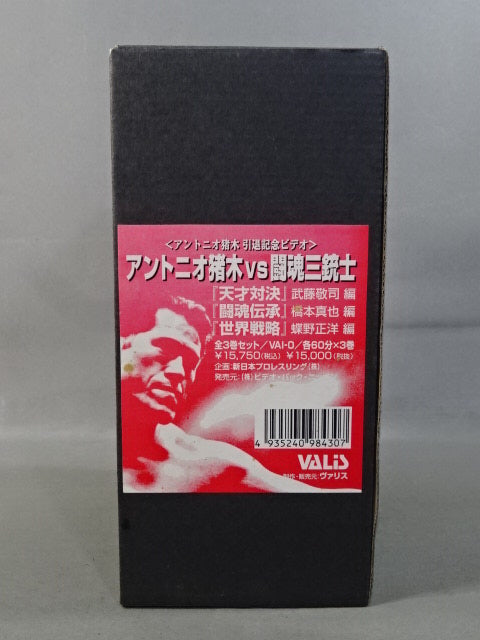 <アントニオ猪木 引退記念ビデオ>
アントニオ猪木vs闘魂三銃士
『天才対決』武藤敬司 編
『闘魂伝承』橋本真也 編
『世界戦略』蝶野正洋 編
全3巻セット/VAI-0/各60分×3巻
¥15,750(税込) ¥15,000(税抜)
企画:新日本プロレスリング(株)
発売元:(株)ビデオ・パック・
4 935240 984307
VALiS
製作・販売元:ヴァリス